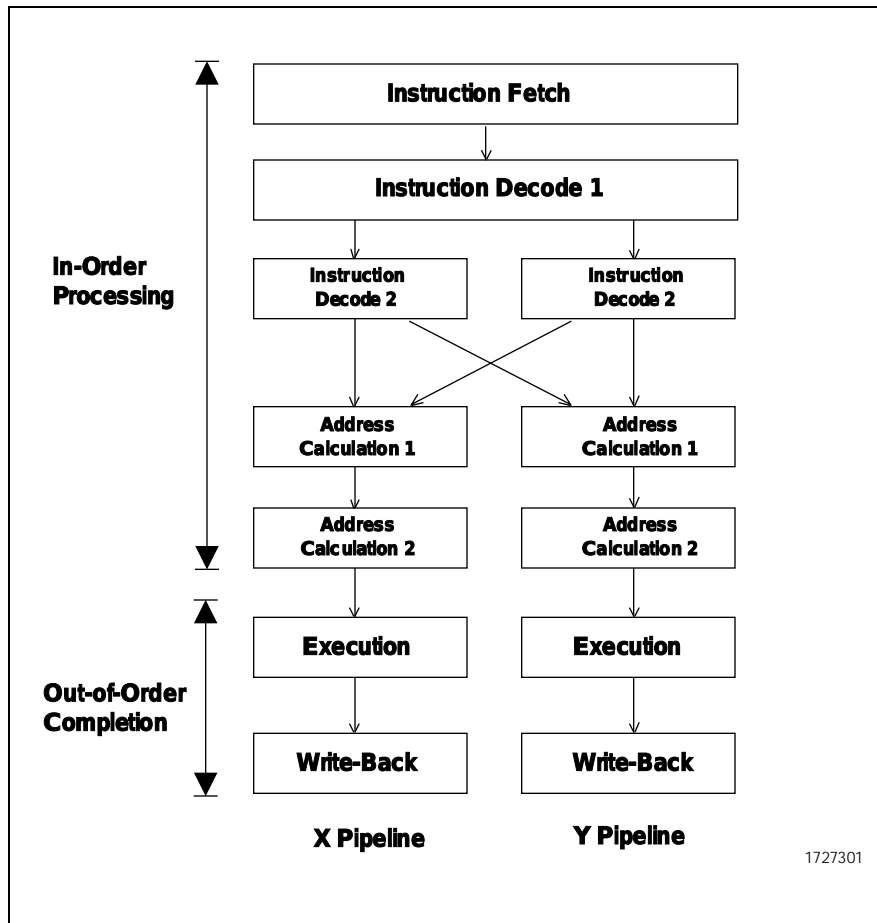 Instruction Fetch
Instruction Decode 1
In-Order
Processing
Instruction
Decode 2
Instruction
Decode 2
Address
Calculation 1
Address
Calculation 1
Address
Calculation 2
Address
Calculation 2
Out-of-Order
Completion
Execution
Execution
Write-Back
Write-Back
X Pipeline
Y Pipeline
1727301